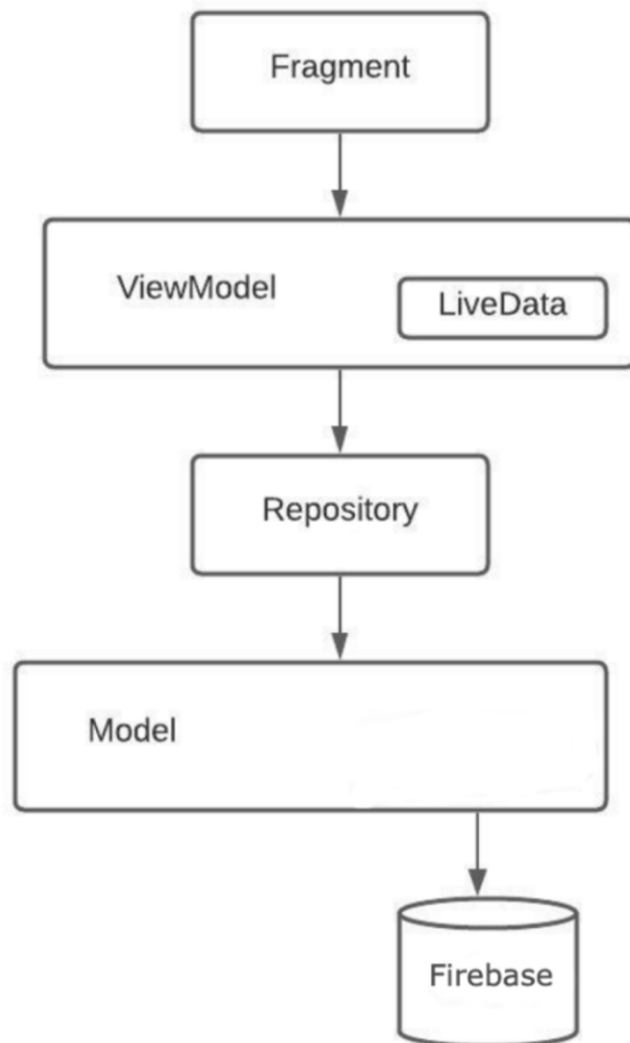 Fragment
ViewModel
LiveData
Repository
Model
Firebase